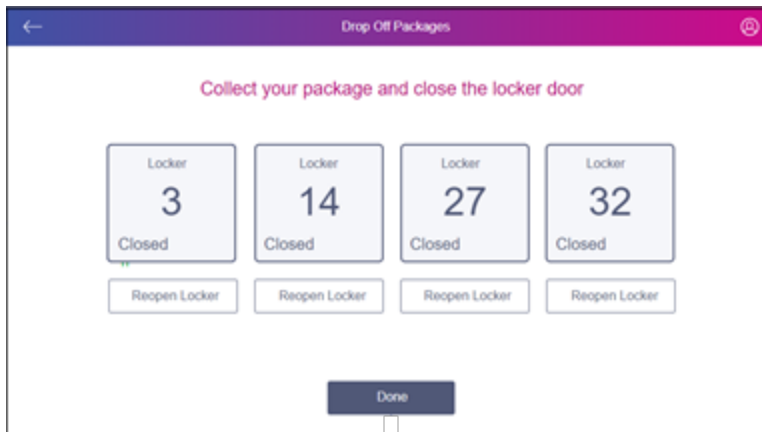 Drop Off Packages
Collect your package and close the locker door
Locker Locker Locker Locker
3 14 27 32
Closed Closed Closed Closed
Reopen Locker Reopen Locker Reopen Locker Reopen Locker
Done